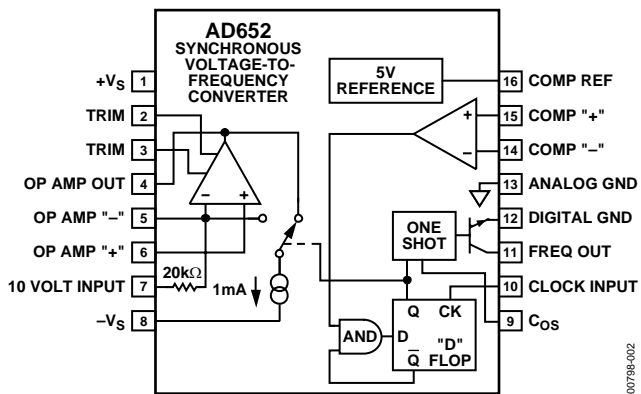 AD652
SYNCHRONOUS
VOLTAGE-TO-
FREQUENCY
CONVERTER
5V
REFERENCE
+VS 1
TRIM 2
TRIM 3
OP AMP OUT 4
OP AMP "–" 5
OP AMP "+" 6
10 VOLT INPUT 7
–VS 8
16 COMP REF
15 COMP "+"
14 COMP "–"
13 ANALOG GND
12 DIGITAL GND
11 FREQ OUT
10 CLOCK INPUT
9 COS
+
–
– +
20kΩ
1mA
ONE
SHOT
AND
Q CK
D "D"
Q̅ FLOP
00798-002